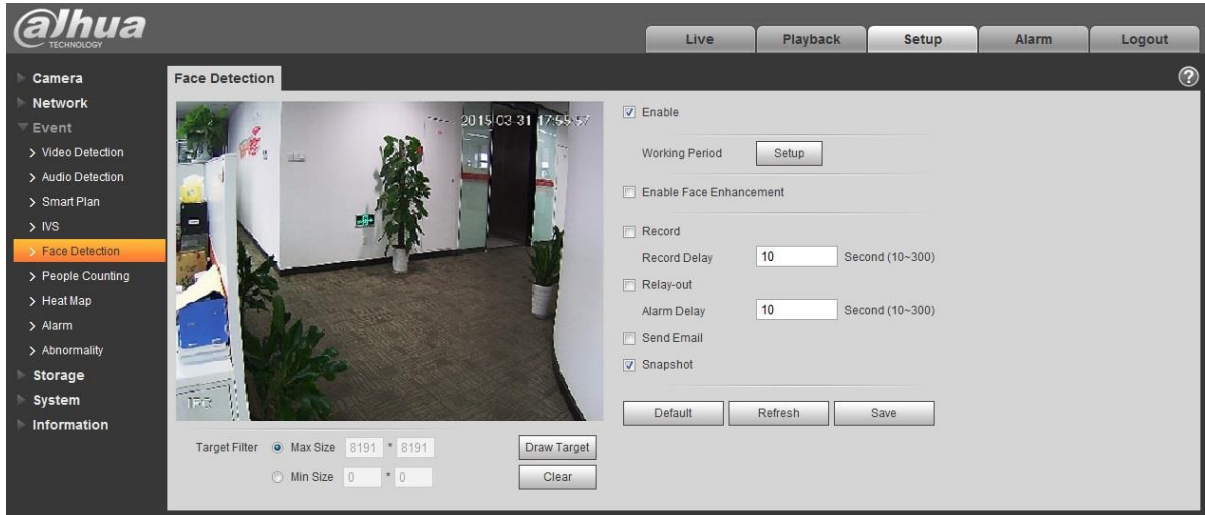 alhua
TECHNOLOGY
Live
Playback
Setup
Alarm
Logout
Camera
Network
Event
Video Detection
Audio Detection
Smart Plan
IVS
Face Detection
People Counting
Heat Map
Alarm
Abnormality
Storage
System
Information
Face Detection
2015-03-31 17:55:57
IPC
Target Filter Max Size 8191 * 8191 Draw Target
Min Size 0 * 0 Clear
Enable
Working Period Setup
Enable Face Enhancement
Record
Record Delay 10 Second (10~300)
Relay-out
Alarm Delay 10 Second (10~300)
Send Email
Snapshot
Default Refresh Save